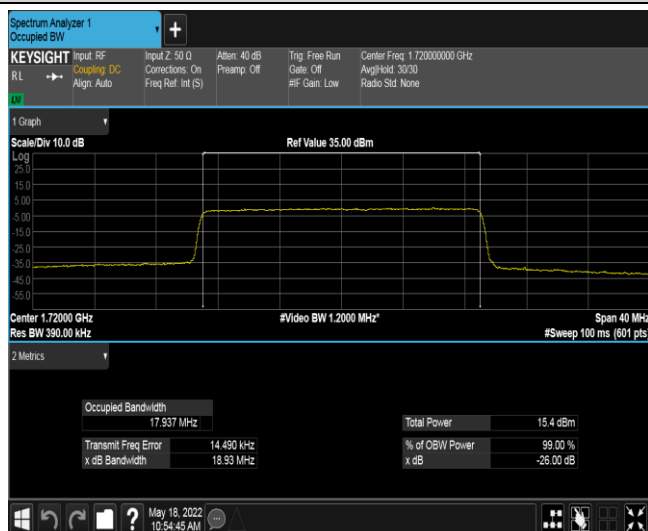 Spectrum Analyzer 1
Occupied BW
+
KEYSIGHT Input: RF Input Z: 50 Ω Atten: 40 dB Trig: Free Run Center Freq: 1.720000000 GHz
RL Coupling: DC Corrections: On Preamp: Off Gate: Off Avg|Hold: 30/30
Align: Auto Freq Ref: Int (S) #IF Gain: Low Radio Std: None
LXI
1 Graph
Scale/Div 10.0 dB Ref Value 35.00 dBm
Log
25.0
15.0
5.00
-5.00
-15.0
-25.0
-35.0
-45.0
-55.0
Center 1.72000 GHz #Video BW 1.2000 MHz* Span 40 MHz
Res BW 390.00 kHz #Sweep 100 ms (601 pts)
2 Metrics
Occupied Bandwidth
17.937 MHz Total Power 15.4 dBm
Transmit Freq Error 14.490 kHz % of OBW Power 99.00 %
x dB Bandwidth 18.93 MHz x dB -26.00 dB
? May 18, 2022
10:54:45 AM